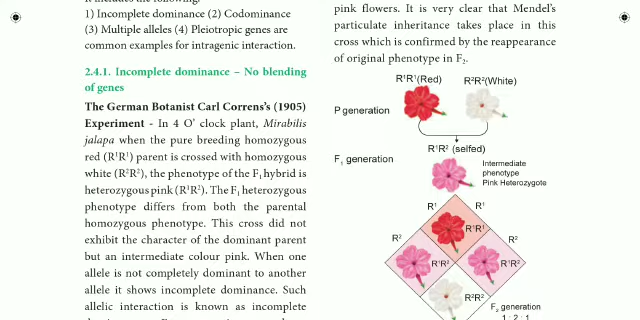 It includes the following:
1) Incomplete dominance (2) Codominance
(3) Multiple alleles (4) Pleiotropic genes are
common examples for intragenic interaction.
2.4.1. Incomplete dominance – No blending
of genes
The German Botanist Carl Correns's (1905)
Experiment - In 4 O' clock plant, Mirabilis
jalapa when the pure breeding homozygous
red (R¹R¹) parent is crossed with homozygous
white (R²R²), the phenotype of the F₁ hybrid is
heterozygous pink (R¹R²). The F₁ heterozygous
phenotype differs from both the parental
homozygous phenotype. This cross did not
exhibit the character of the dominant parent
but an intermediate colour pink. When one
allele is not completely dominant to another
allele it shows incomplete dominance. Such
allelic interaction is known as incomplete
pink flowers. It is very clear that Mendel's
particulate inheritance takes place in this
cross which is confirmed by the reappearance
of original phenotype in F₂.
R¹R¹(Red)
R²R²(White)
P generation
R¹R² (selfed)
F₁ generation
Intermediate
phenotype
Pink Heterozygote
R¹
R¹
R¹R¹
R²
R²
R¹R²
R¹R²
R²R²
F₂ generation
1 : 2 : 1